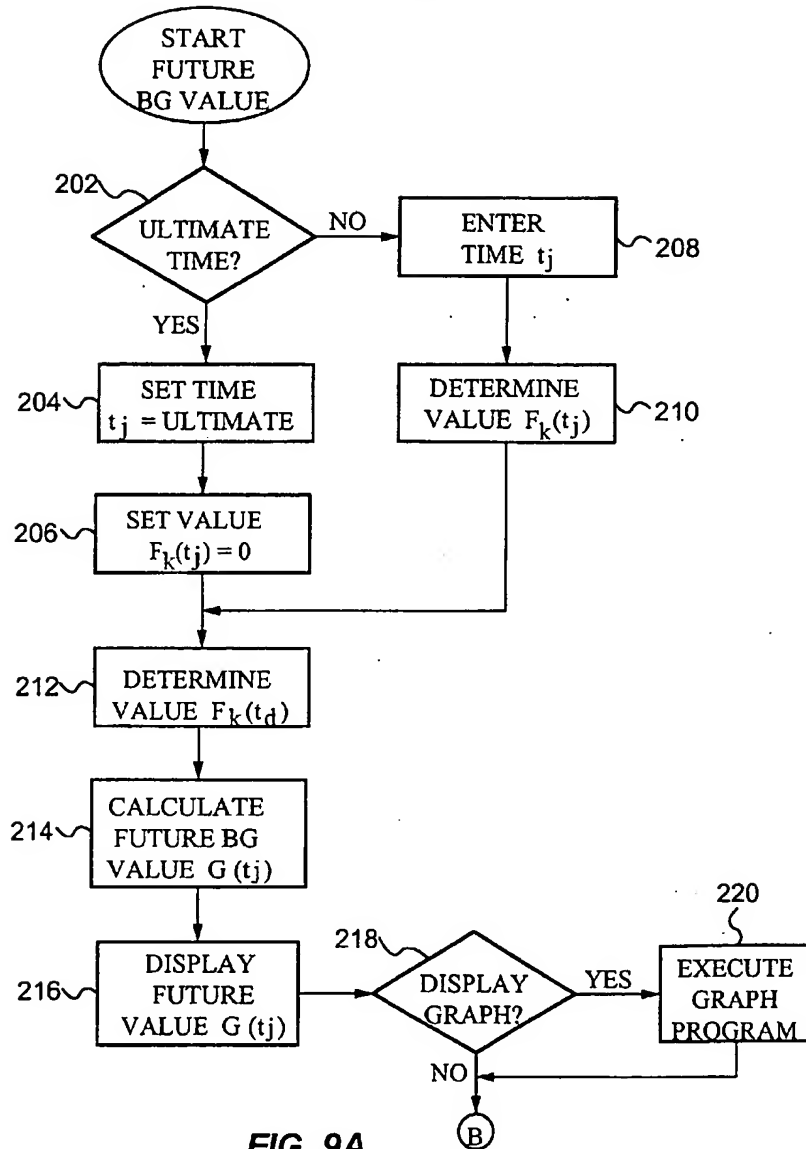 START
FUTURE
BG VALUE
202
ULTIMATE
TIME?
NO
ENTER
TIME tj
208
YES
204
SET TIME
tj = ULTIMATE
DETERMINE
VALUE Fk(tj)
210
206
SET VALUE
Fk(tj) = 0
212
DETERMINE
VALUE Fk(td)
214
CALCULATE
FUTURE BG
VALUE G (tj)
216
DISPLAY
FUTURE
VALUE G (tj)
218
DISPLAY
GRAPH?
YES
220
EXECUTE
GRAPH
PROGRAM
NO
B
FIG. 9A